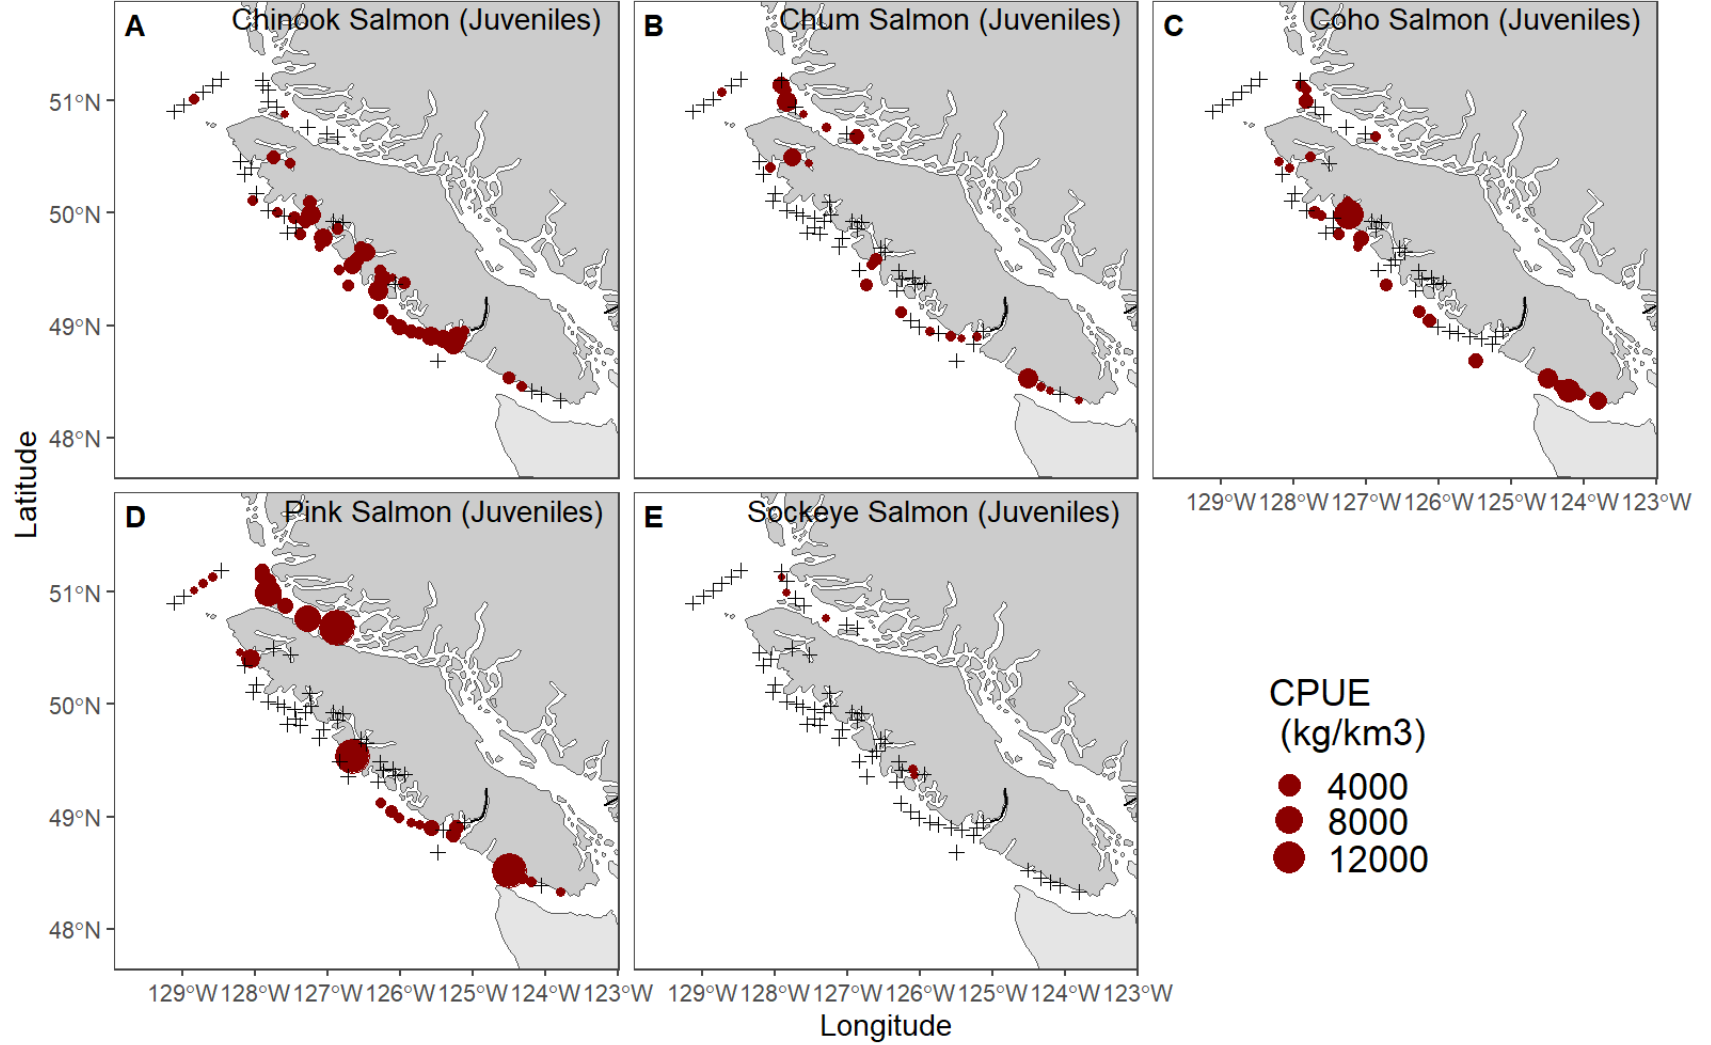 A
Chinook Salmon (Juveniles)
B
Chum Salmon (Juveniles)
C
Coho Salmon (Juveniles)
51°N
50°N
49°N
48°N
129°W 128°W 127°W 126°W 125°W 124°W 123°W
Latitude
D
Pink Salmon (Juveniles)
E
Sockeye Salmon (Juveniles)
51°N
50°N
49°N
48°N
129°W 128°W 127°W 126°W 125°W 124°W 123°W
129°W 128°W 127°W 126°W 125°W 124°W 123°W
Longitude
CPUE
(kg/km3)
4000
8000
12000